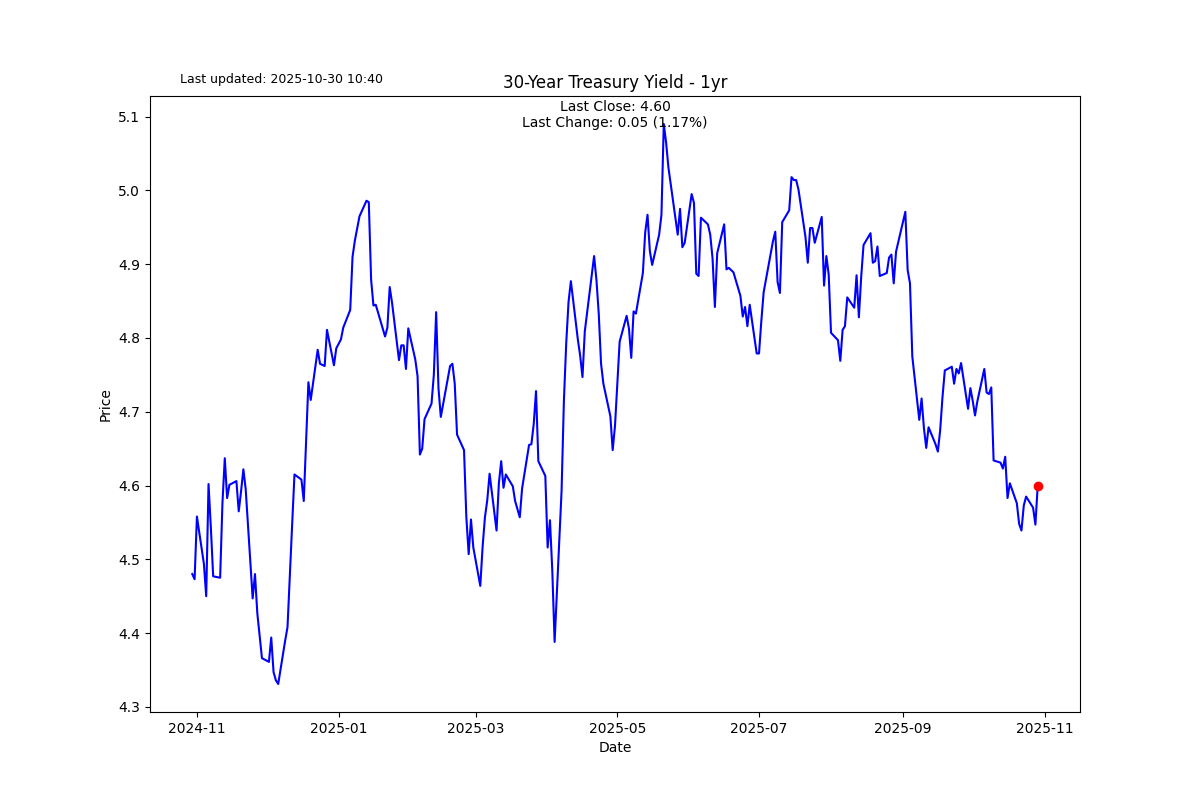 Last updated: 2025-10-30 10:40
30-Year Treasury Yield - 1yr
Last Close: 4.60
Last Change: 0.05 (1.17%)
5.1
5.0
4.9
4.8
4.7
4.6
4.5
4.4
4.3
Price
2024-11
2025-01
2025-03
2025-05
2025-07
2025-09
2025-11
Date